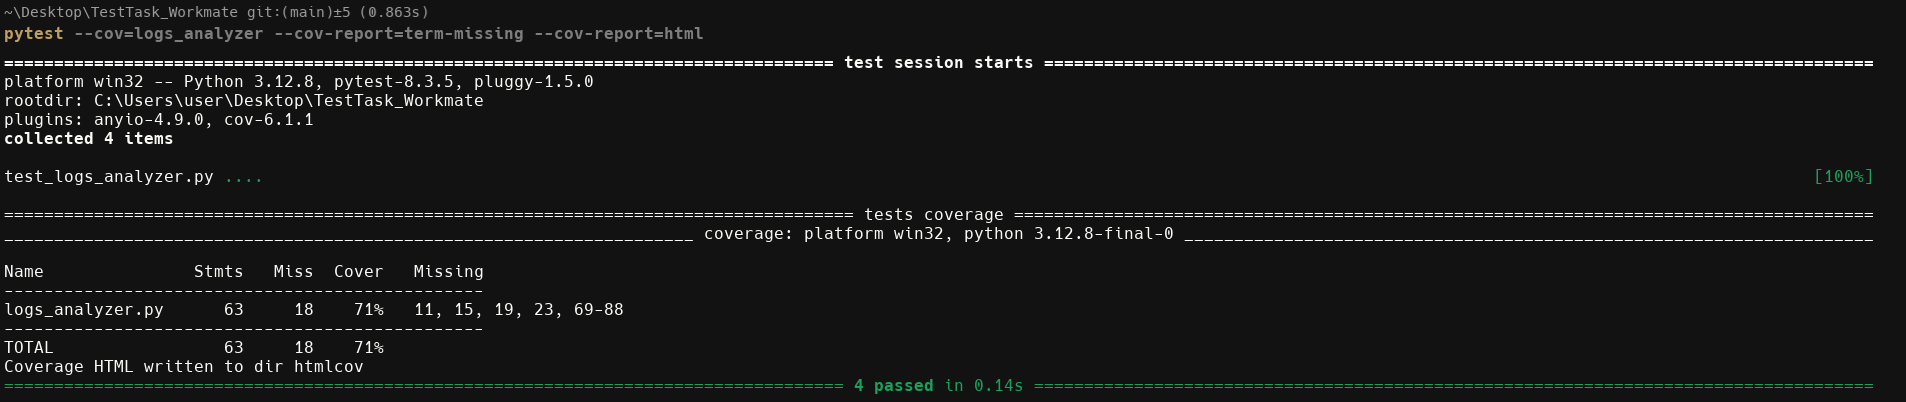 ~\Desktop\TestTask_Workmate git:(main)±5 (0.863s)
pytest --cov=logs_analyzer --cov-report=term-missing --cov-report=html
=================================================================================== test session starts ===================================================================================
platform win32 -- Python 3.12.8, pytest-8.3.5, pluggy-1.5.0
rootdir: C:\Users\user\Desktop\TestTask_Workmate
plugins: anyio-4.9.0, cov-6.1.1
collected 4 items
test_logs_analyzer.py .... [100%]
===================================================================================== tests coverage ======================================================================================
_____________________________________________________________________ coverage: platform win32, python 3.12.8-final-0 _____________________________________________________________________
Name               Stmts   Miss  Cover   Missing
------------------------------------------------
logs_analyzer.py      63     18    71%   11, 15, 19, 23, 69-88
------------------------------------------------
TOTAL                 63     18    71%
Coverage HTML written to dir htmlcov
==================================================================================== 4 passed in 0.14s ====================================================================================